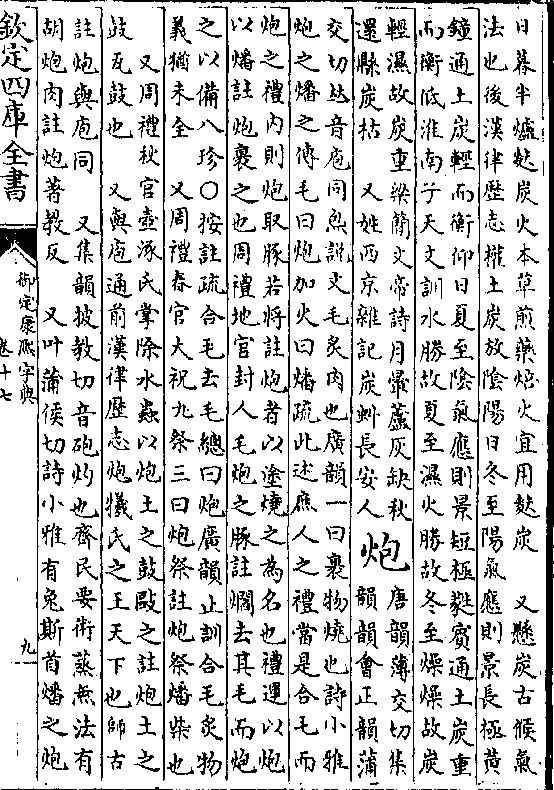 日暮半爐麩炭火本草煎藥焙火宜用麩炭　又懸炭古候氣
法也後漢律歷志權土炭放陰陽日冬至陽氣應則景長極黃
鐘通土炭輕而衡仰日夏至陰氣應則景短極蕤賓通土炭重
而衡低淮南子天文訓水勝故夏至濕火勝故冬至燥燥故炭
輕濕故炭重梁簡文帝詩月暈蘆灰缺秋
還縣炭枯　又姓西京雜記炭虯長安人
炮
唐韻薄交切集
韻韻會正韻蒲
交切𠀤音庖同炰說文毛炙肉也廣韻一曰裹物燒也詩小雅
炮之燔之傳毛曰炮加火曰燔疏此述庶人之禮當是合毛而
炮之禮內則炮取豚若將註炮者以塗燒之為名也禮運以炮
以燔註炮裹之也周禮地官封人毛炮之豚註爓去其毛而炮
之以備八珍○按註疏合毛去毛總曰炮廣韻止訓合毛炙物
義猶未全　又周禮春官大祝九祭三曰炮祭註炮祭燔柴也
又周禮秋官壺涿氏掌除水蟲以炮土之鼓敺之註炮土之
鼓瓦鼓也　又與庖通前漢律歷志炮犧氏之王天下也師古
註炮與庖同　又集韻披教切音砲灼也齊民要術蒸缹法有
胡炮肉註炮普教反　又叶蒲侯切詩小雅有兔斯首燔之炮
欽定四庫全書
御定康熙字典
卷十七
九